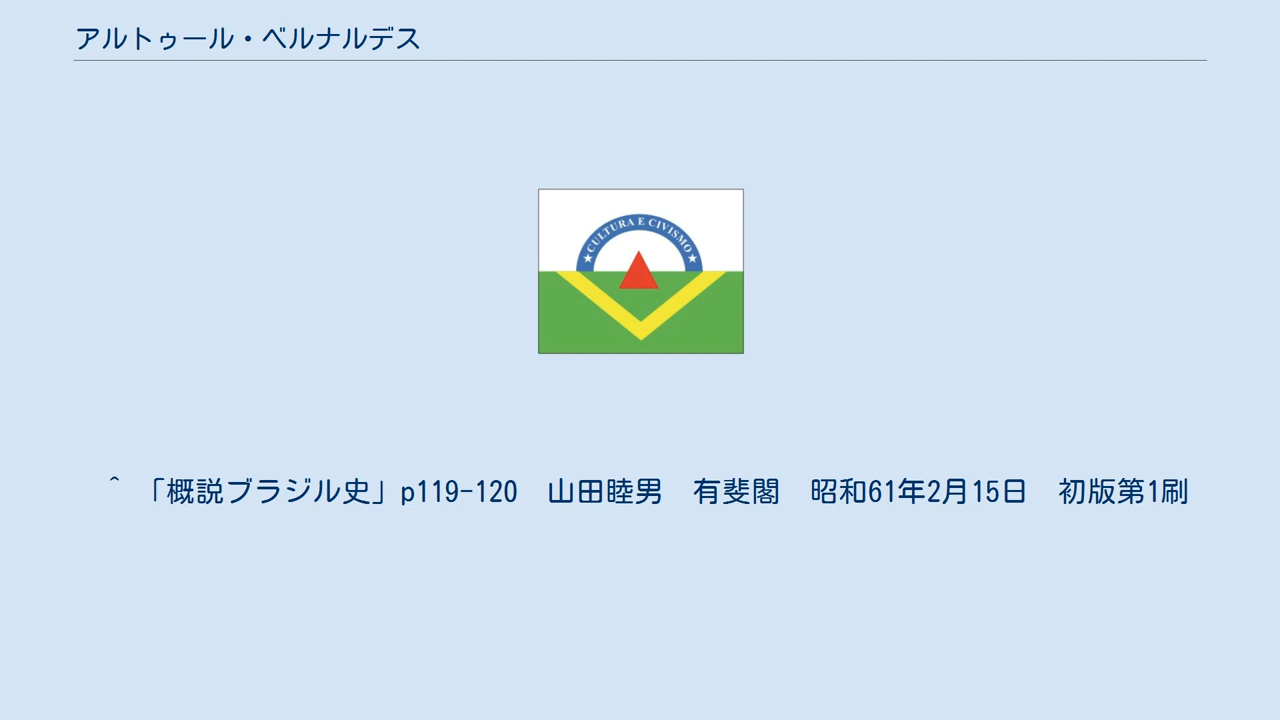 アルトゥール・ベルナルデス
★CULTURA E CIVISMO★
^ 「概説ブラジル史」p119-120 山田睦男 有斐閣 昭和61年2月15日 初版第1刷